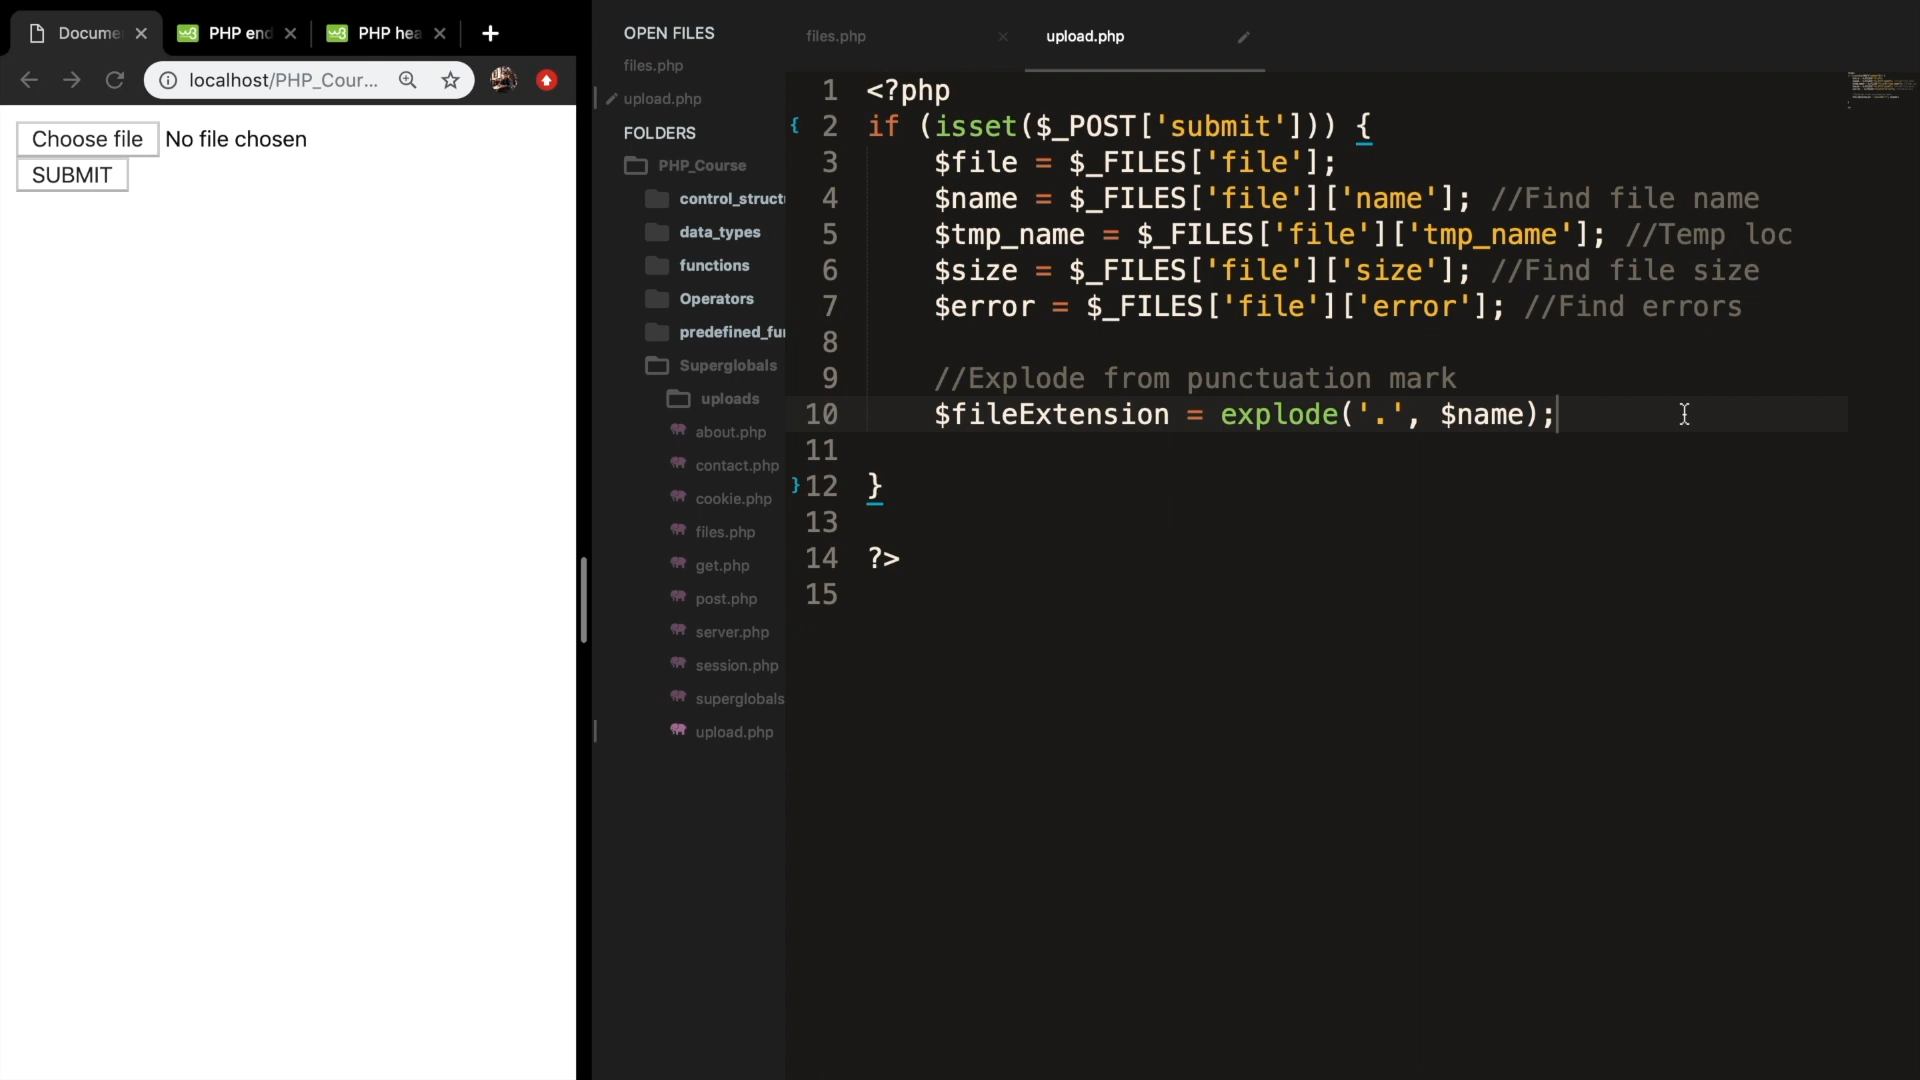 Docume
PHP end
PHP hea
localhost/PHP_Cour...
Choose file No file chosen
SUBMIT
OPEN FILES
files.php
upload.php
FOLDERS
PHP_Course
control_struct
data_types
functions
Operators
predefined_fu
Superglobals
uploads
about.php
contact.php
cookie.php
files.php
get.php
post.php
server.php
session.php
superglobals
upload.php
files.php
upload.php
1 <?php
2 if (isset($_POST['submit'])) {
3 $file = $_FILES['file'];
4 $name = $_FILES['file']['name']; //Find file name
5 $tmp_name = $_FILES['file']['tmp_name']; //Temp loc
6 $size = $_FILES['file']['size']; //Find file size
7 $error = $_FILES['file']['error']; //Find errors
8
9 //Explode from punctuation mark
10 $fileExtension = explode('.', $name);
11
12 }
13
14 ?>
15